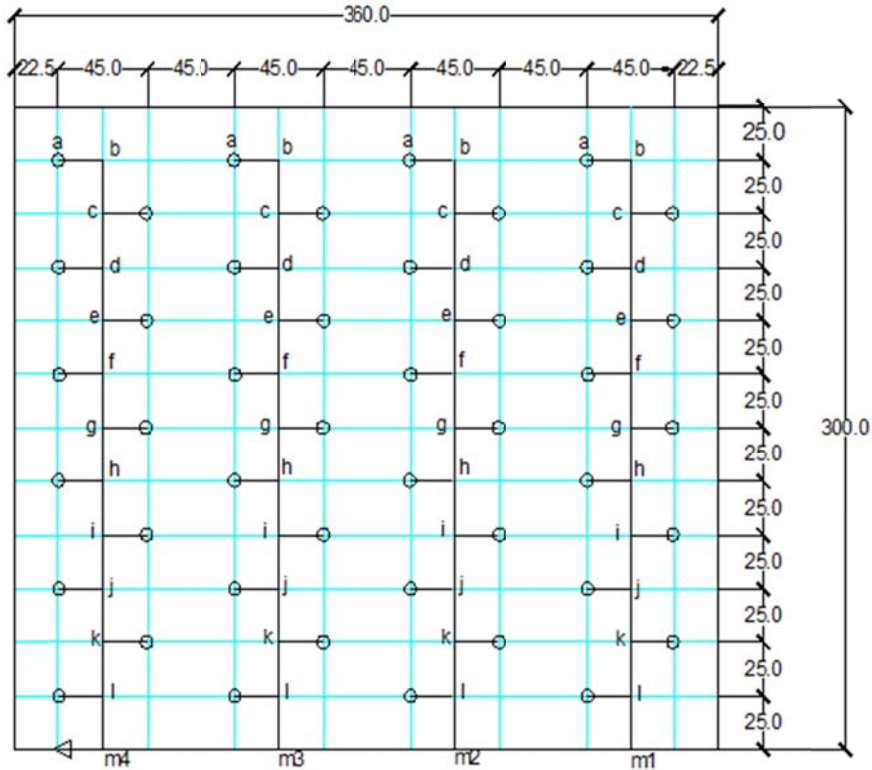 360.0
22.5 45.0 45.0 45.0 45.0 45.0 45.0 45.0 22.5
25.0
a b a b a b a b
25.0
c c c c
25.0
d d d d
25.0
e e e e
25.0
f f f f
25.0
g g g g
300.0
25.0
h h h h
25.0
i i i i
25.0
j j j j
25.0
k k k k
25.0
l l l l
25.0
m4 m3 m2 m1